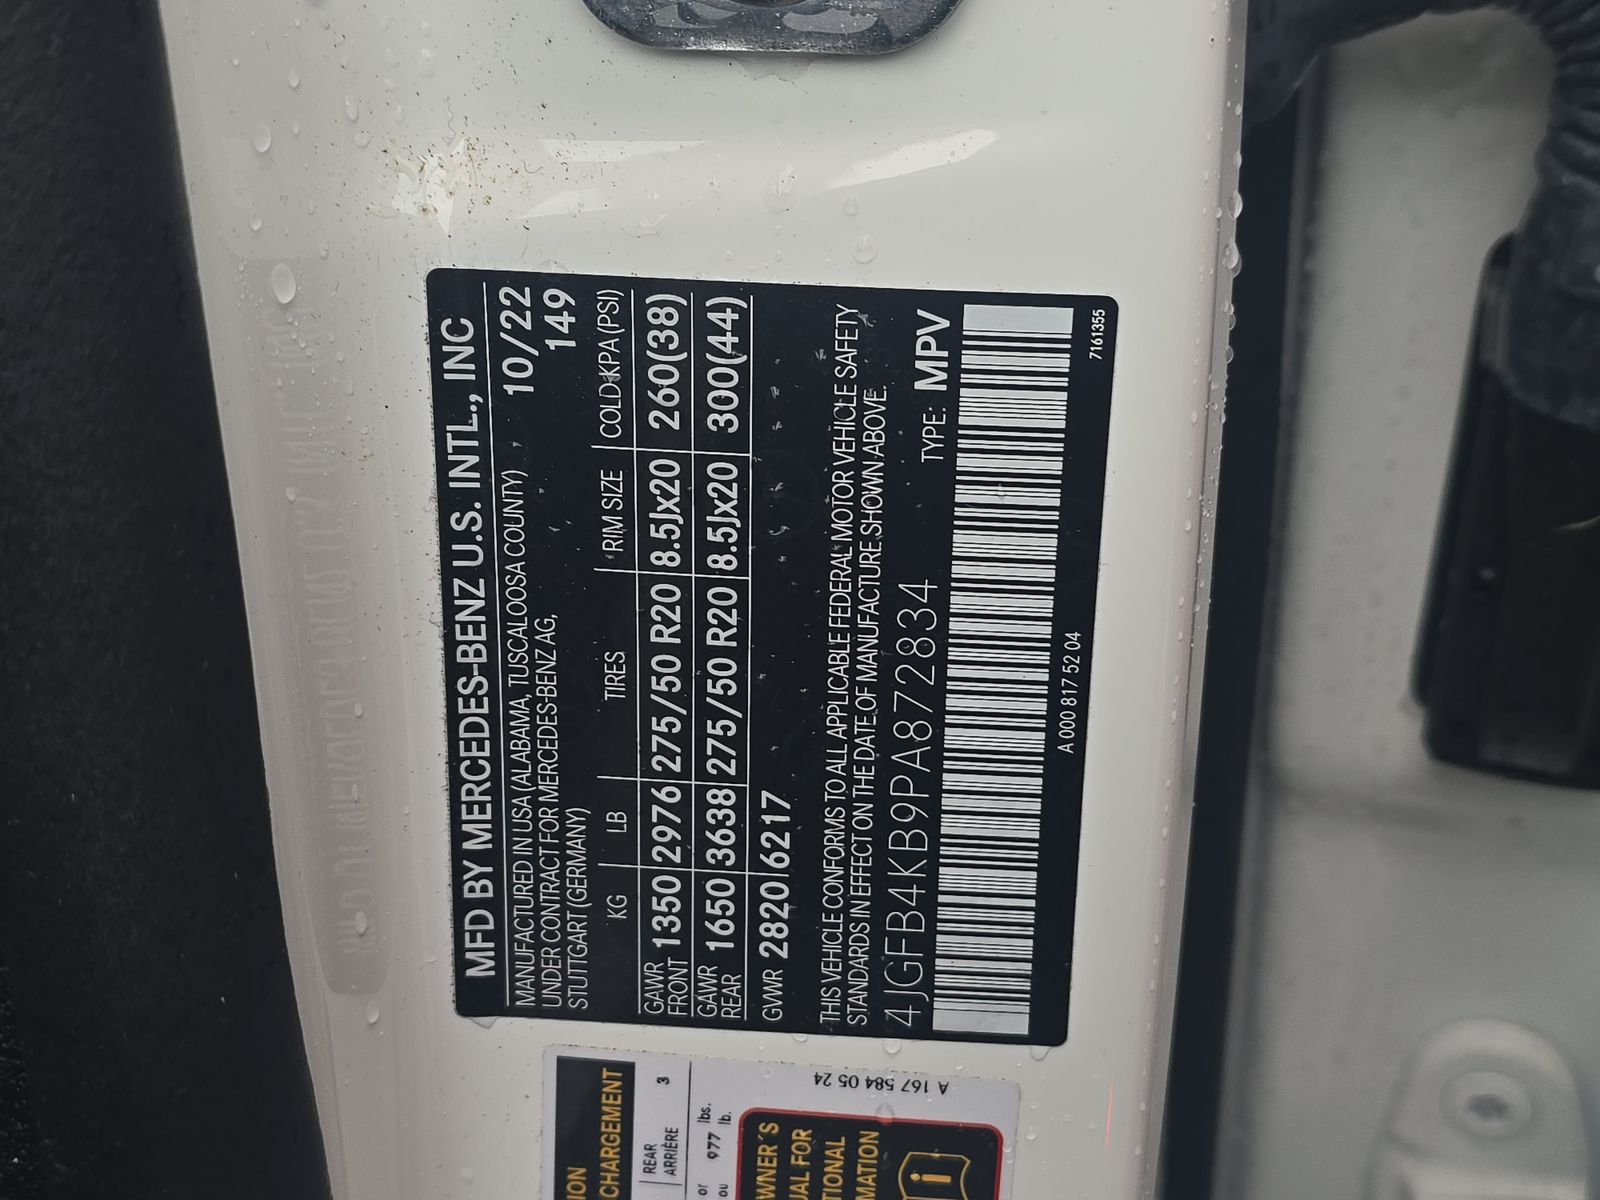 MFD BY MERCEDES-BENZ U.S. INTL., INC
MANUFACTURED IN USA (ALABAMA, TUSCALOOSA COUNTY) 10/22
UNDER CONTRACT FOR MERCEDES-BENZ AG, 149
STUTTGART (GERMANY)
KG LB TIRES RIM SIZE COLD KPA(PSI)
GAWR FRONT 1350 2976 275/50 R20 8.5Jx20 260(38)
GAWR REAR 1650 3638 275/50 R20 8.5Jx20 300(44)
GVWR 2820 6217
THIS VEHICLE CONFORMS TO ALL APPLICABLE FEDERAL MOTOR VEHICLE SAFETY
STANDARDS IN EFFECT ON THE DATE OF MANUFACTURE SHOWN ABOVE.
4JGFB4KB9PA872834 TYPE: MPV
A 000 817 52 04 7161355
CHARGEMENT
REAR 3
ARRIÈRE
or 977 lbs.
ou lb.
A 167 584 05 24